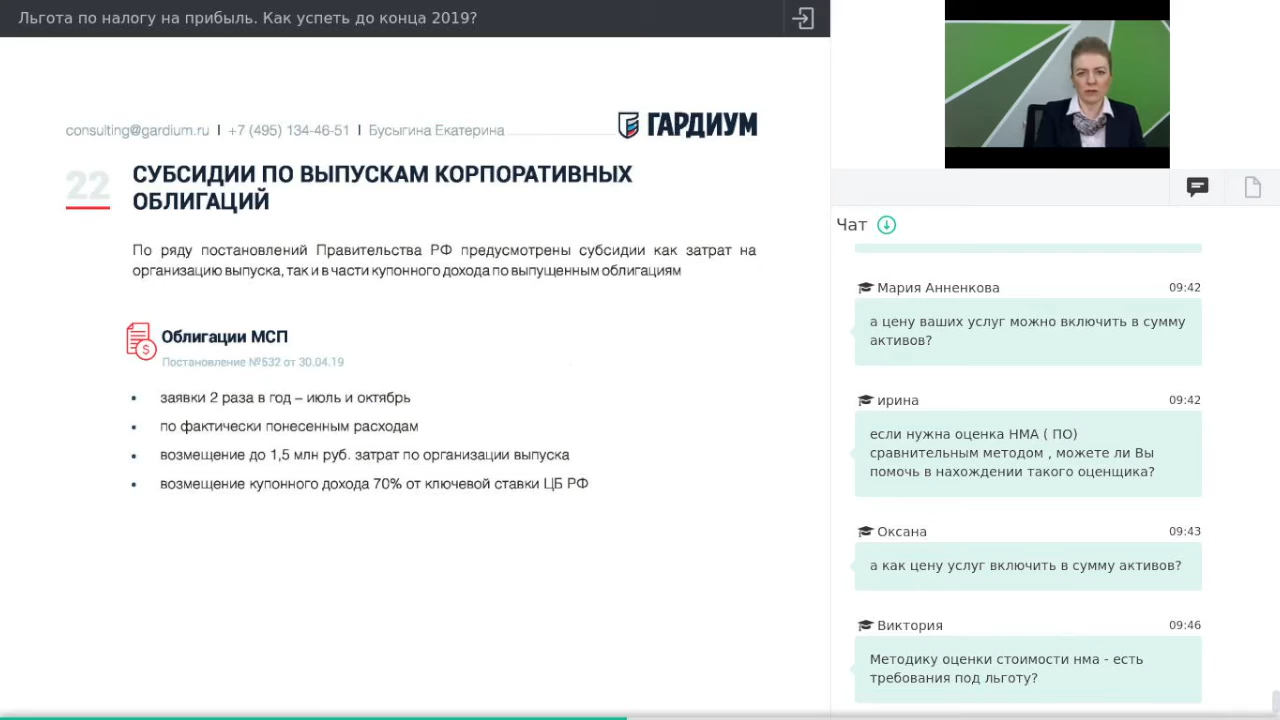 Льгота по налогу на прибыль. Как успеть до конца 2019?
consulting@gardium.ru | +7 (495) 134-46-51 | Бусыгина Екатерина
ГАРДИУМ
22
СУБСИДИИ ПО ВЫПУСКАМ КОРПОРАТИВНЫХ
ОБЛИГАЦИЙ
По ряду постановлений Правительства РФ предусмотрены субсидии как затрат на
организацию выпуска, так и в части купонного дохода по выпущенным облигациям
Облигации МСП
Постановление №532 от 30.04.19
• заявки 2 раза в год – июль и октябрь
• по фактически понесенным расходам
• возмещение до 1,5 млн руб. затрат по организации выпуска
• возмещение купонного дохода 70% от ключевой ставки ЦБ РФ
Чат
Мария Анненкова 09:42
а цену ваших услуг можно включить в сумму
активов?
ирина 09:42
если нужна оценка НМА ( ПО)
сравнительным методом , можете ли Вы
помочь в нахождении такого оценщика?
Оксана 09:43
а как цену услуг включить в сумму активов?
Виктория 09:46
Методику оценки стоимости нма - есть
требования под льготу?